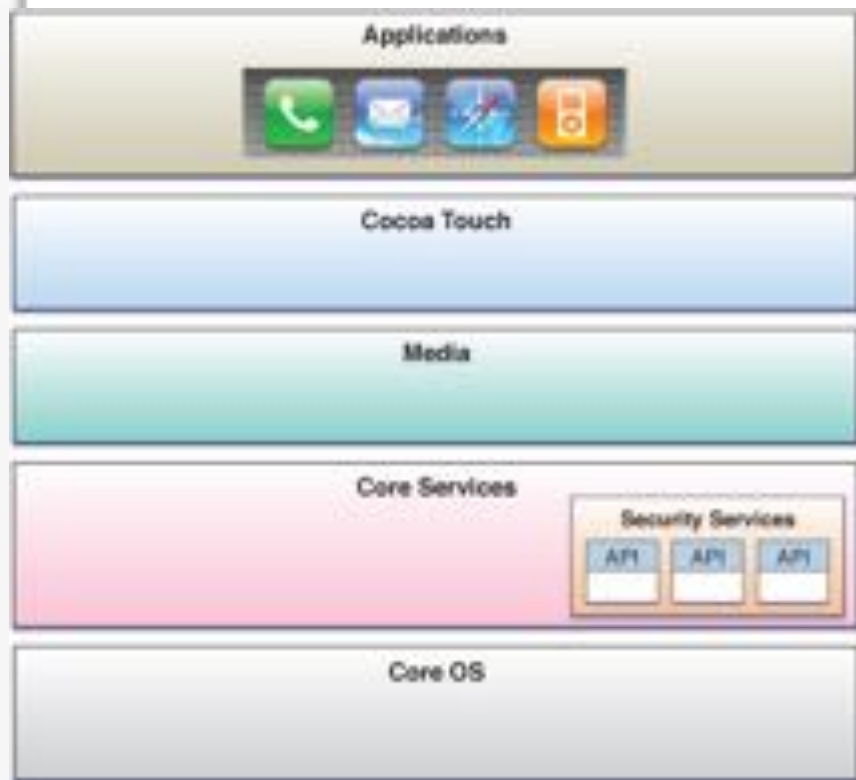 Applications
Cocoa Touch
Media
Core Services
Security Services
API API API
Core OS